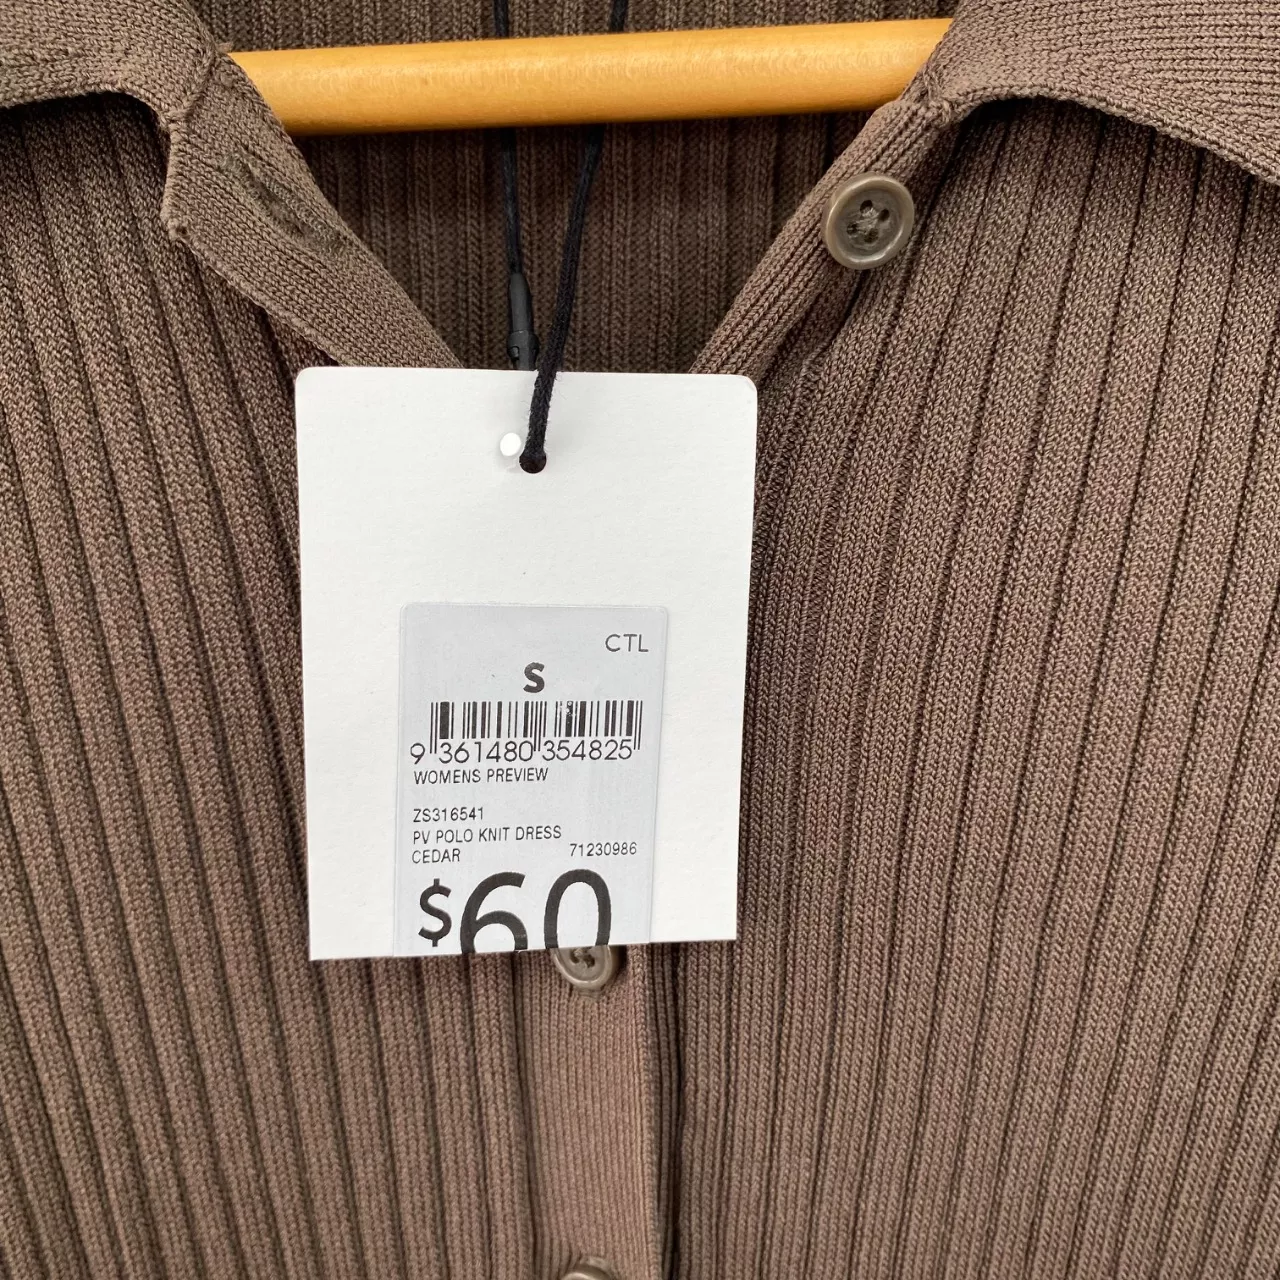 CTL
S
9 361480 354825
WOMENS PREVIEW
ZS316541
PV POLO KNIT DRESS
CEDAR 71230986
$60